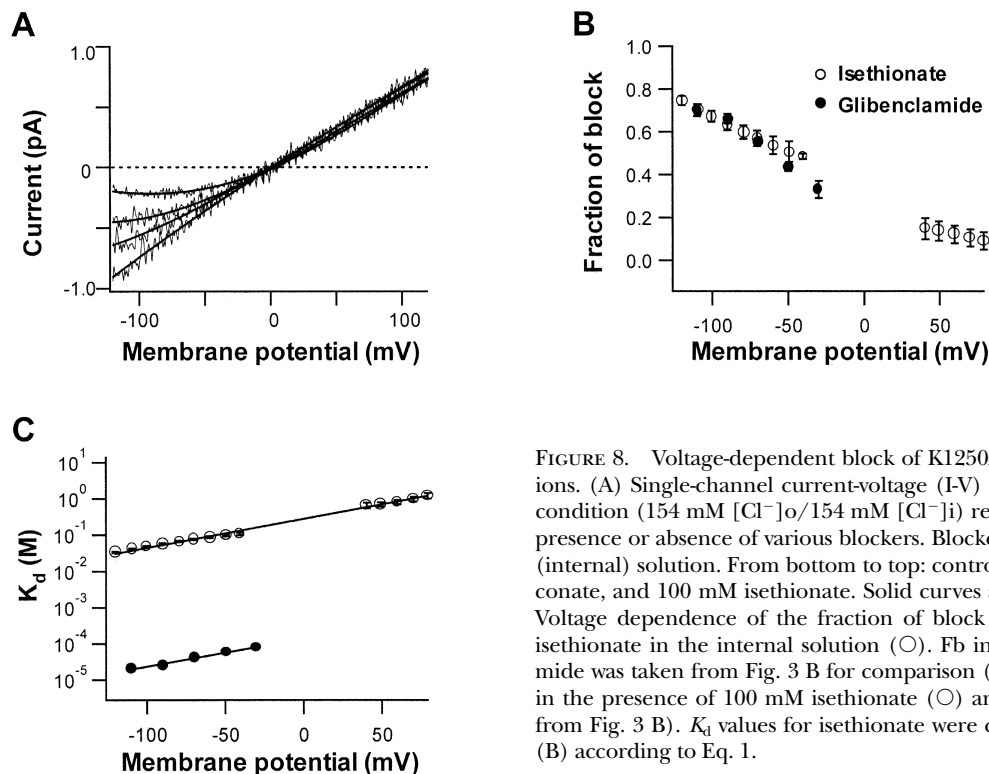 A
1.0
0
-1.0
Current (pA)
-100 0 100
Membrane potential (mV)
B
1.0
0.8
0.6
0.4
0.2
0.0
Fraction of block
Isethionate
Glibenclamide
-100 -50 0 50
Membrane potential (mV)
C
10^1
10^0
10^-1
10^-2
10^-3
10^-4
10^-5
K_d (M)
-100 -50 0 50
Membrane potential (mV)
FIGURE 8. Voltage-dependent block of K1250
ions. (A) Single-channel current-voltage (I-V)
condition (154 mM [Cl^-]o/154 mM [Cl^-]i) re
presence or absence of various blockers. Blocke
(internal) solution. From bottom to top: control
conate, and 100 mM isethionate. Solid curves
Voltage dependence of the fraction of block
isethionate in the internal solution (○). Fb in
mide was taken from Fig. 3 B for comparison (
in the presence of 100 mM isethionate (○) an
from Fig. 3 B). K_d values for isethionate were
(B) according to Eq. 1.